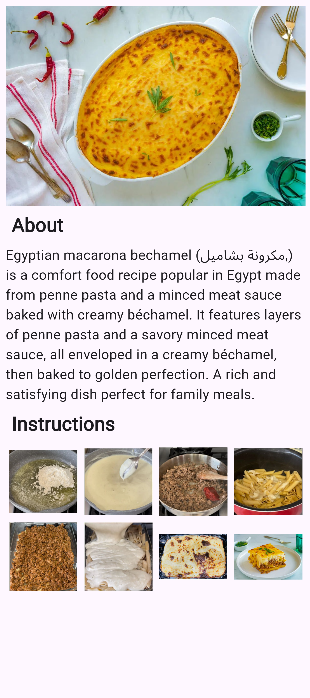 About
Egyptian macarona bechamel (مكرونة بشاميل,)
is a comfort food recipe popular in Egypt made
from penne pasta and a minced meat sauce
baked with creamy béchamel. It features layers
of penne pasta and a savory minced meat
sauce, all enveloped in a creamy béchamel,
then baked to golden perfection. A rich and
satisfying dish perfect for family meals.
Instructions